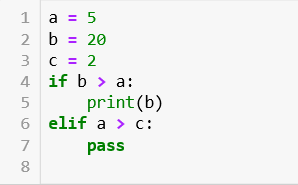 1 a = 5
2 b = 20
3 c = 2
4 if b > a:
5     print(b)
6 elif a > c:
7     pass
8